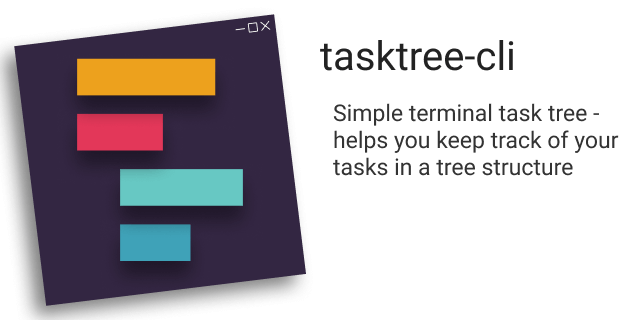 tasktree-cli
Simple terminal task tree -
helps you keep track of your
tasks in a tree structure